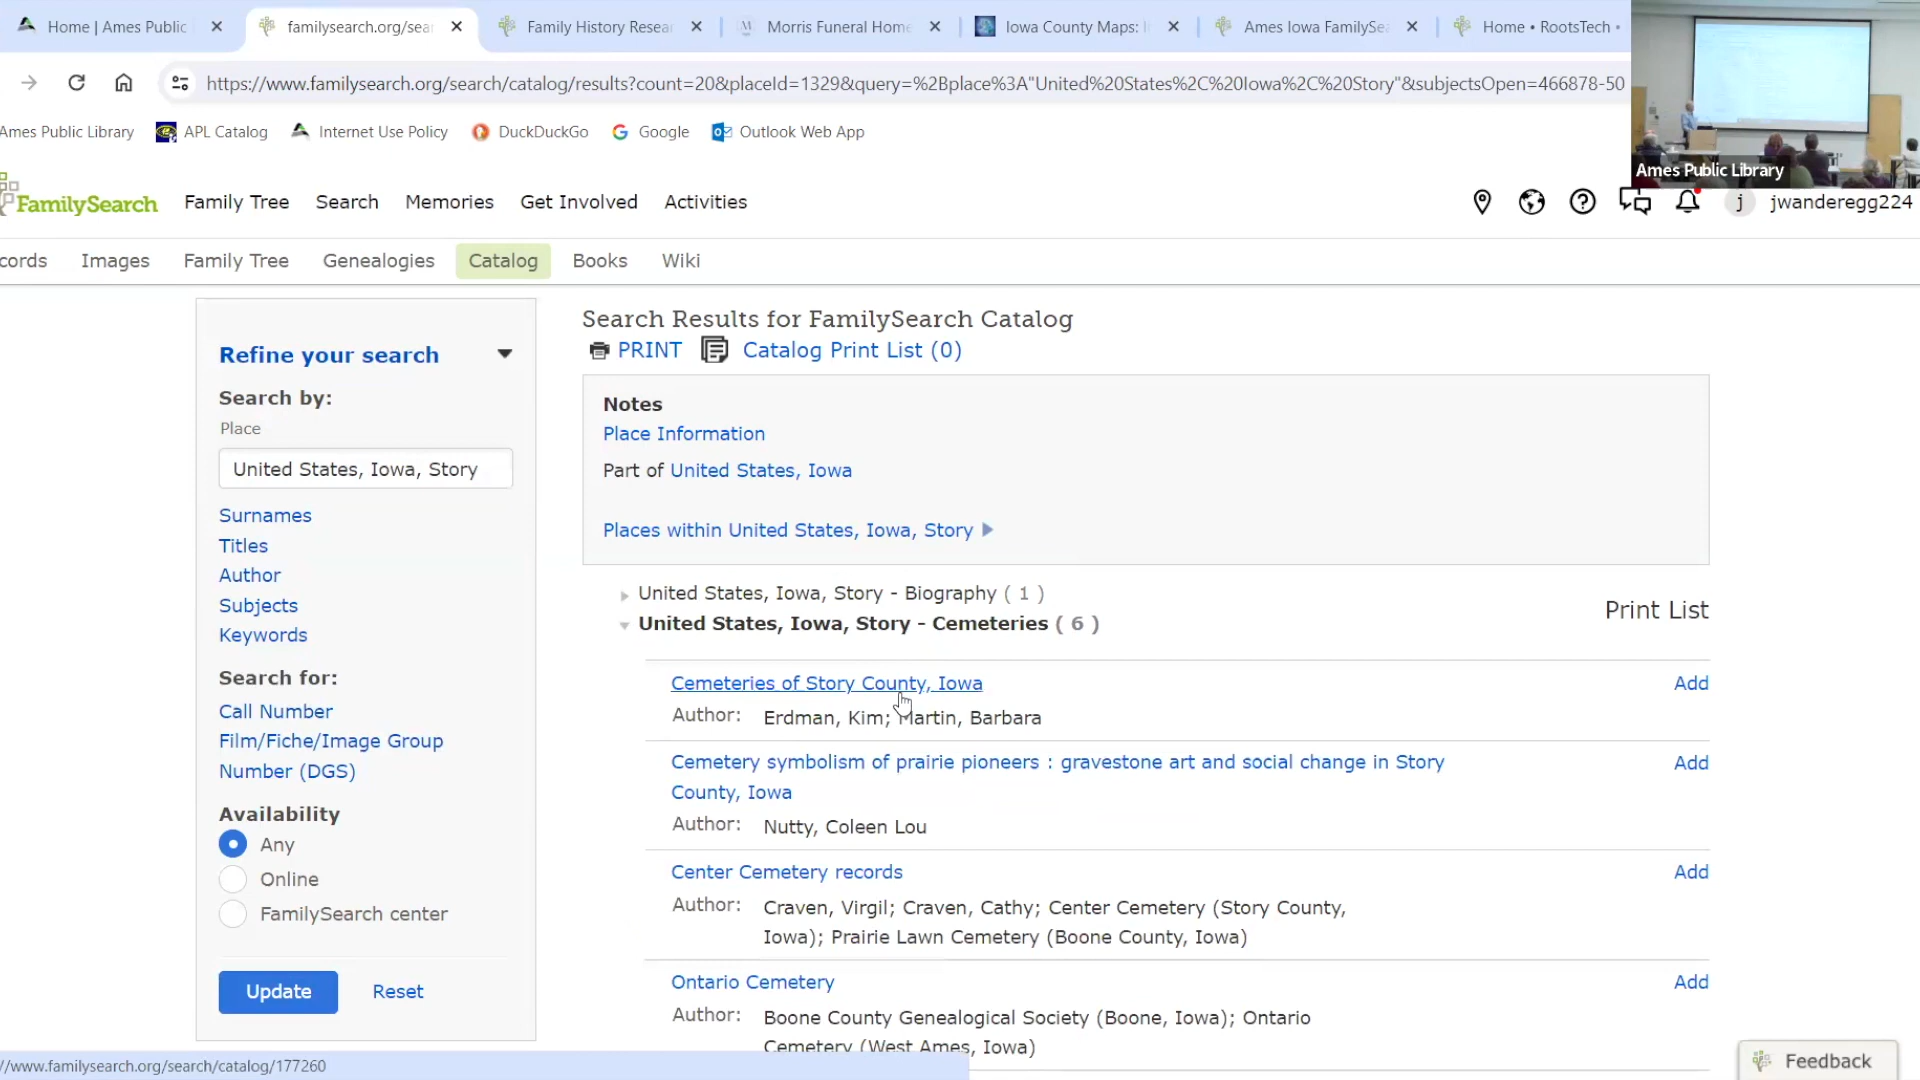 Home | Ames Public
familysearch.org/sear
Family History Resear
Morris Funeral Home
Iowa County Maps: I
Ames Iowa FamilySea
Home • RootsTech •
https://www.familysearch.org/search/catalog/results?count=20&placeId=1329&query=%2Bplace%3A"United%20States%2C%20Iowa%2C%20Story"&subjectsOpen=466878-50
Ames Public Library
APL Catalog
Internet Use Policy
DuckDuckGo
Google
Outlook Web App
Ames Public Library
FamilySearch
Family Tree
Search
Memories
Get Involved
Activities
j
jwanderegg224
cords
Images
Family Tree
Genealogies
Catalog
Books
Wiki
Refine your search
Search by:
Place
United States, Iowa, Story
Surnames
Titles
Author
Subjects
Keywords
Search for:
Call Number
Film/Fiche/Image Group
Number (DGS)
Availability
Any
Online
FamilySearch center
Update
Reset
Search Results for FamilySearch Catalog
PRINT
Catalog Print List (0)
Notes
Place Information
Part of United States, Iowa
Places within United States, Iowa, Story
United States, Iowa, Story - Biography ( 1 )
United States, Iowa, Story - Cemeteries ( 6 )
Print List
Cemeteries of Story County, Iowa
Add
Author: Erdman, Kim; Martin, Barbara
Cemetery symbolism of prairie pioneers : gravestone art and social change in Story
County, Iowa
Add
Author: Nutty, Coleen Lou
Center Cemetery records
Add
Author: Craven, Virgil; Craven, Cathy; Center Cemetery (Story County,
Iowa); Prairie Lawn Cemetery (Boone County, Iowa)
Ontario Cemetery
Add
Author: Boone County Genealogical Society (Boone, Iowa); Ontario
Cemetery (West Ames, Iowa)
//www.familysearch.org/search/catalog/177260
Feedback